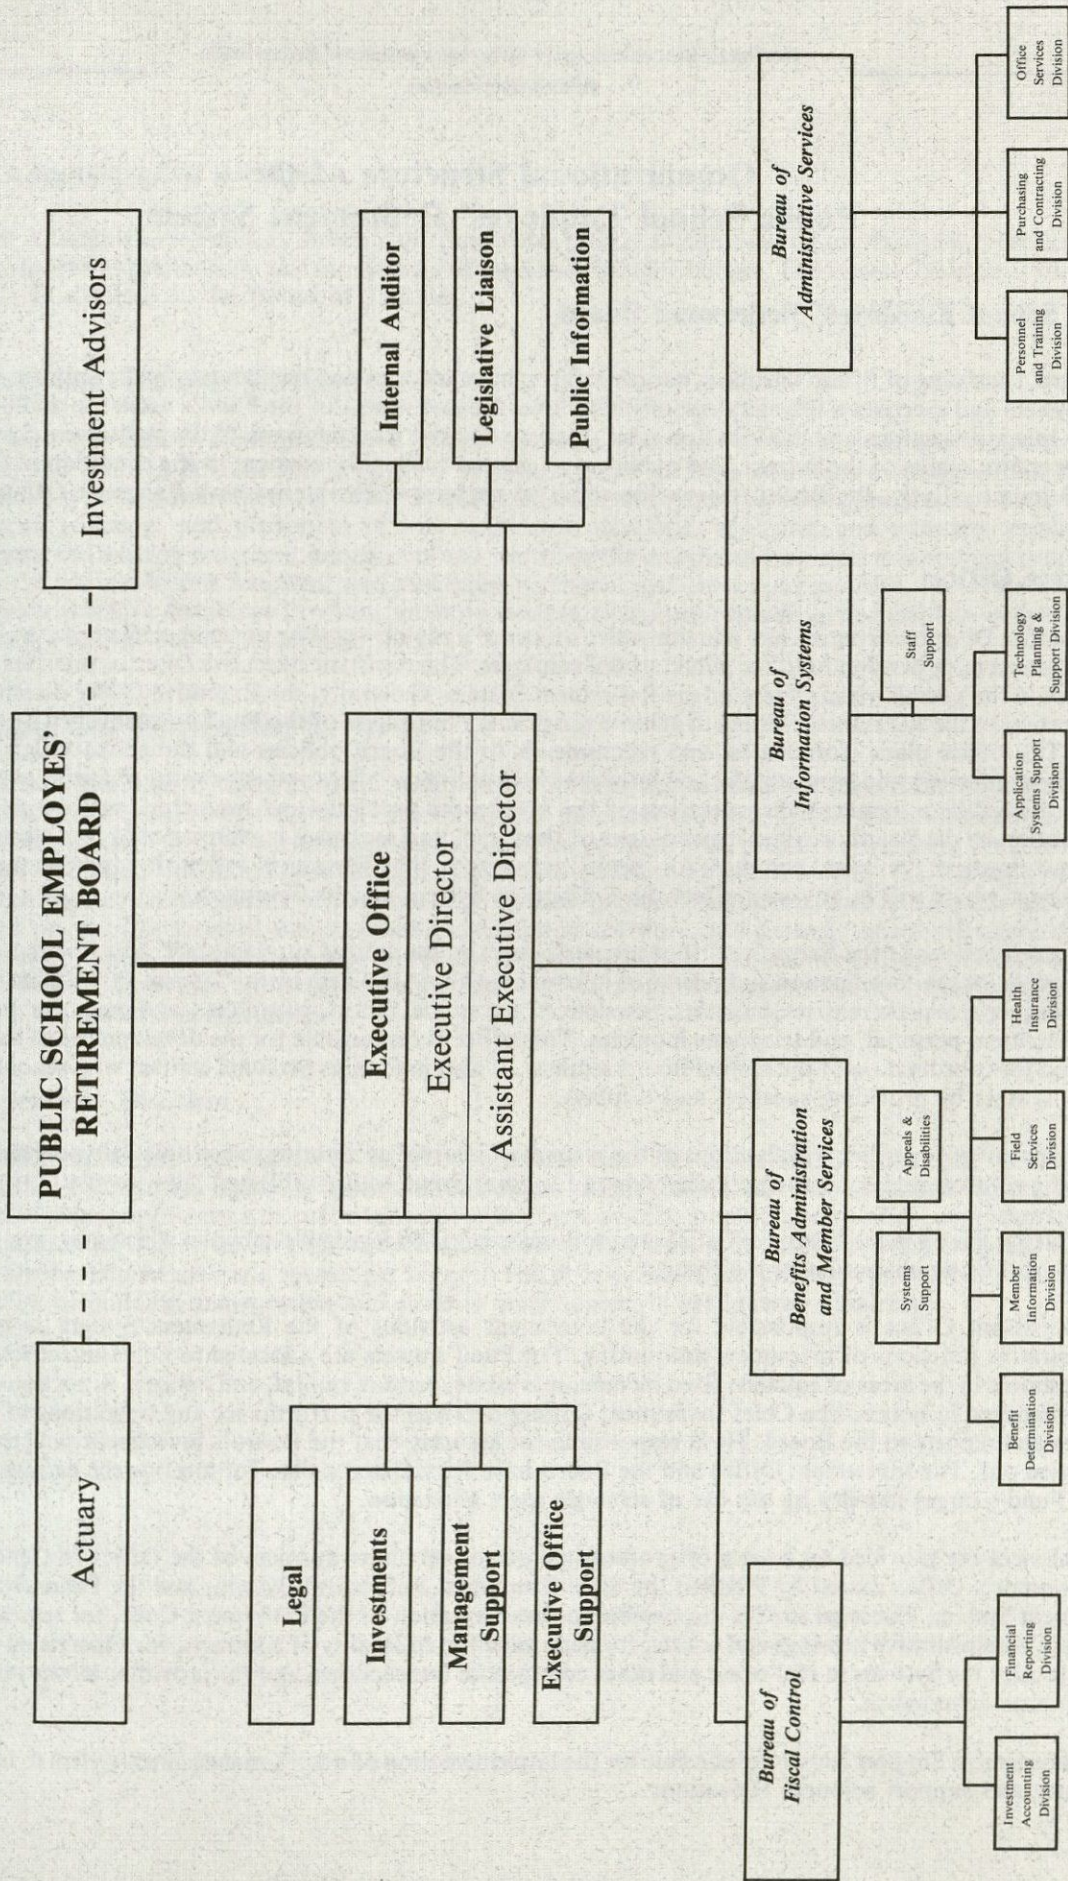 PUBLIC SCHOOL EMPLOYES'
RETIREMENT BOARD
Actuary
Investment Advisors
Executive Office
Executive Director
Assistant Executive Director
Legal
Investments
Management
Support
Executive Office
Support
Internal Auditor
Legislative Liaison
Public Information
Bureau of
Fiscal Control
Investment
Accounting
Division
Financial
Reporting
Division
Bureau of
Benefits Administration
and Member Services
Systems
Support
Appeals &
Disabilities
Benefit
Determination
Division
Member
Information
Division
Field
Services
Division
Health
Insurance
Division
Bureau of
Information Systems
Staff
Support
Application
Systems Support
Division
Technology
Planning &
Support Division
Bureau of
Administrative Services
Personnel
and Training
Division
Purchasing
and Contracting
Division
Office
Services
Division